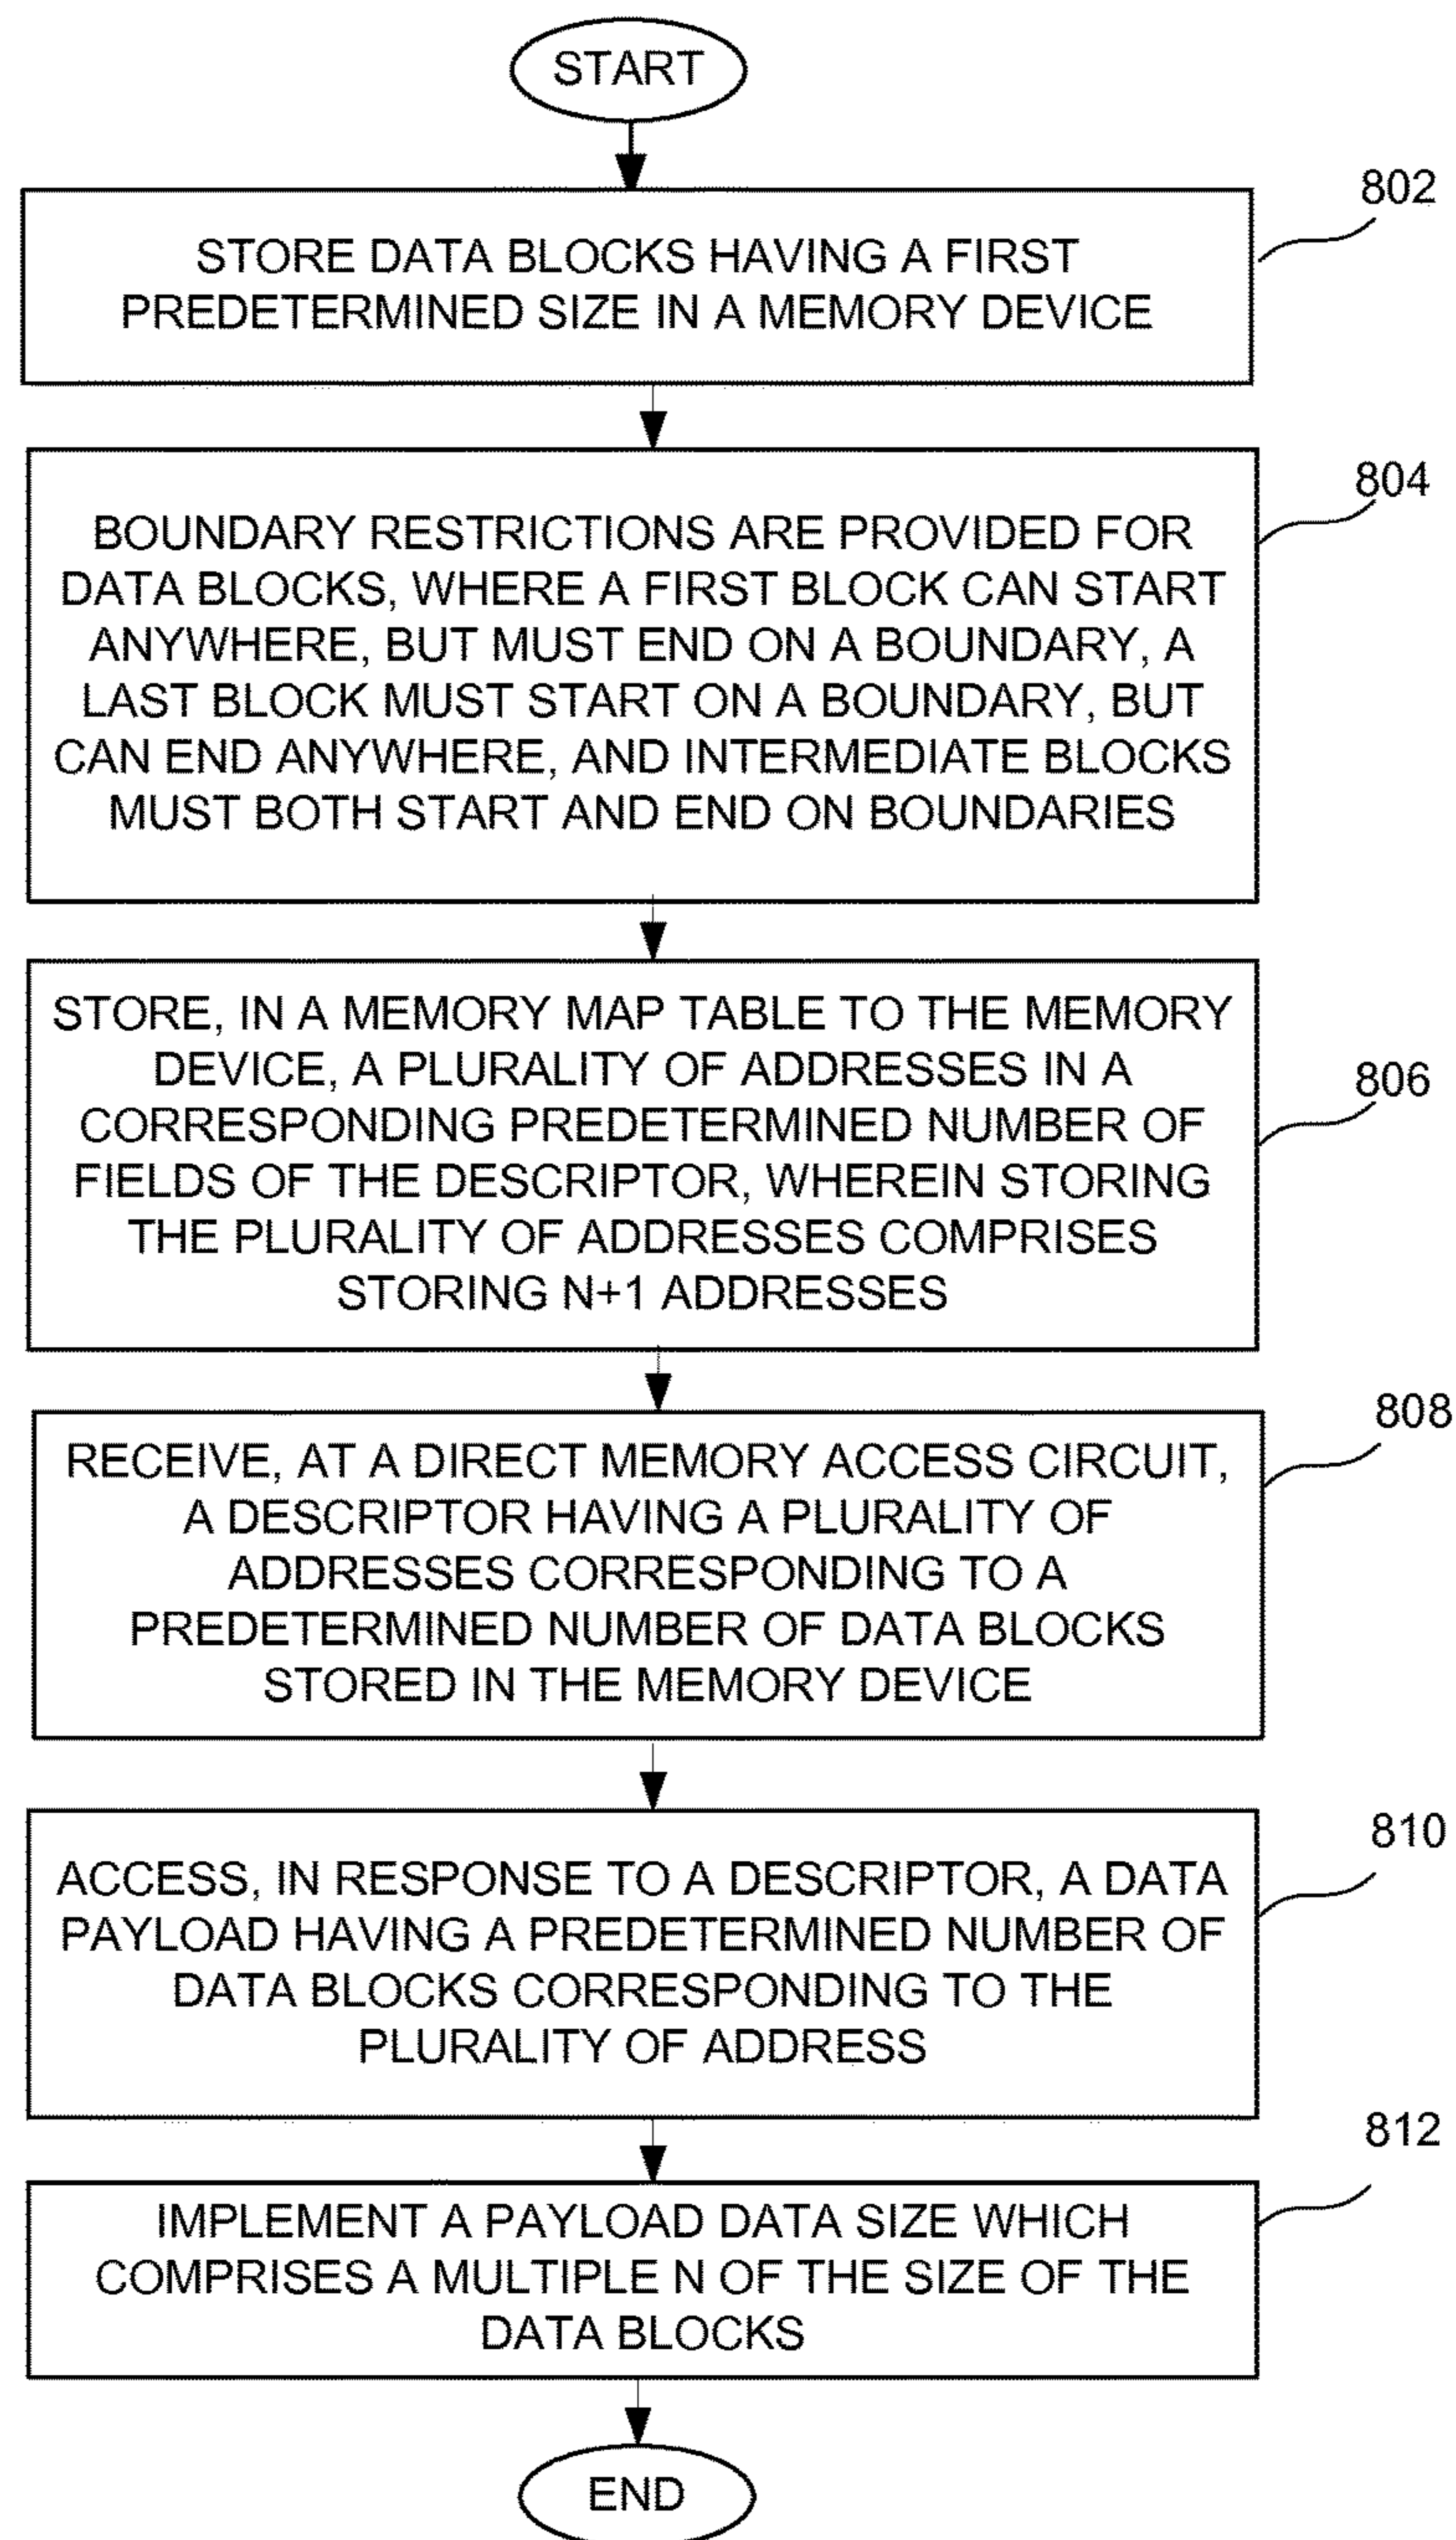 START
802
STORE DATA BLOCKS HAVING A FIRST
PREDETERMINED SIZE IN A MEMORY DEVICE
804
BOUNDARY RESTRICTIONS ARE PROVIDED FOR
DATA BLOCKS, WHERE A FIRST BLOCK CAN START
ANYWHERE, BUT MUST END ON A BOUNDARY, A
LAST BLOCK MUST START ON A BOUNDARY, BUT
CAN END ANYWHERE, AND INTERMEDIATE BLOCKS
MUST BOTH START AND END ON BOUNDARIES
806
STORE, IN A MEMORY MAP TABLE TO THE MEMORY
DEVICE, A PLURALITY OF ADDRESSES IN A
CORRESPONDING PREDETERMINED NUMBER OF
FIELDS OF THE DESCRIPTOR, WHEREIN STORING
THE PLURALITY OF ADDRESSES COMPRISES
STORING N+1 ADDRESSES
808
RECEIVE, AT A DIRECT MEMORY ACCESS CIRCUIT,
A DESCRIPTOR HAVING A PLURALITY OF
ADDRESSES CORRESPONDING TO A
PREDETERMINED NUMBER OF DATA BLOCKS
STORED IN THE MEMORY DEVICE
810
ACCESS, IN RESPONSE TO A DESCRIPTOR, A DATA
PAYLOAD HAVING A PREDETERMINED NUMBER OF
DATA BLOCKS CORRESPONDING TO THE
PLURALITY OF ADDRESS
812
IMPLEMENT A PAYLOAD DATA SIZE WHICH
COMPRISES A MULTIPLE N OF THE SIZE OF THE
DATA BLOCKS
END